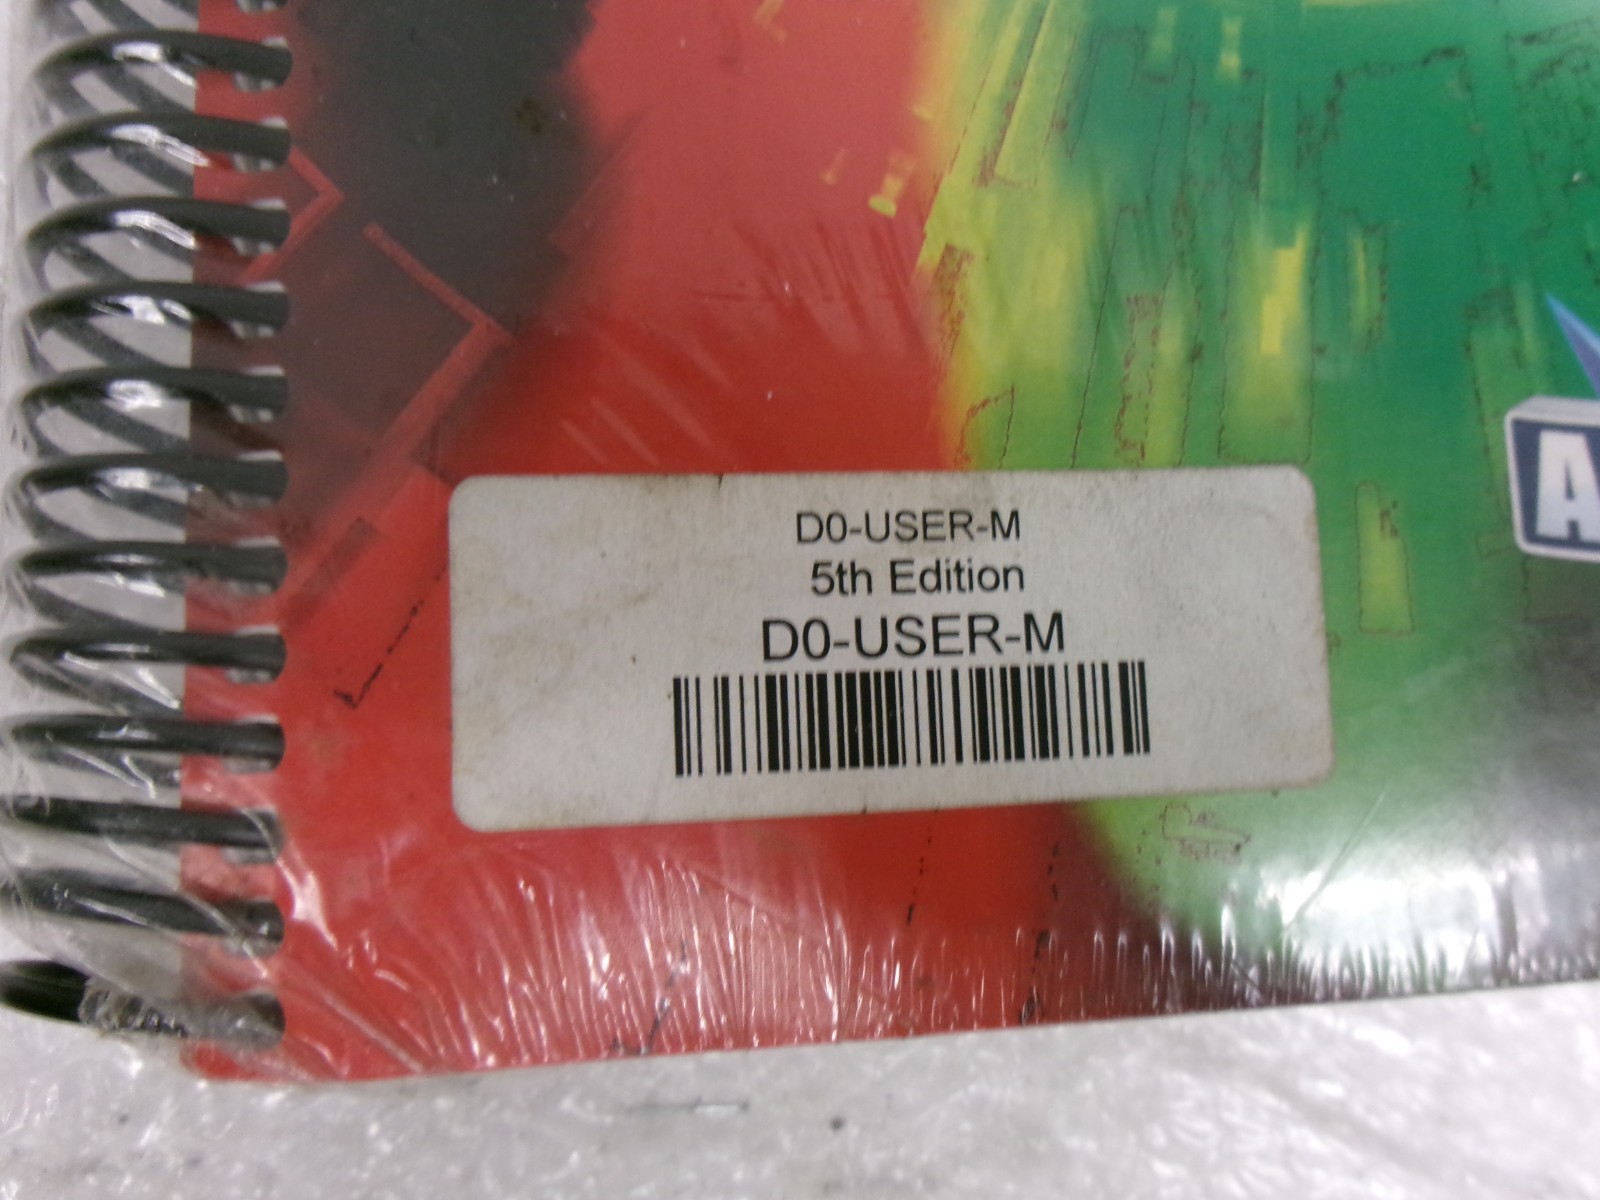 D0-USER-M
5th Edition
D0-USER-M
A